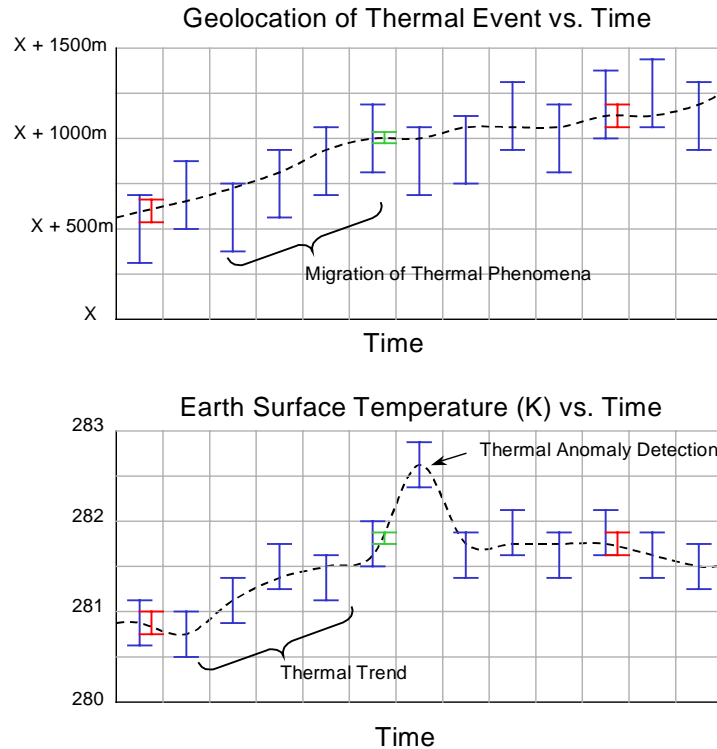 Geolocation of Thermal Event vs. Time
X + 1500m
X + 1000m
X + 500m
Migration of Thermal Phenomena
X
Time
Earth Surface Temperature (K) vs. Time
283
Thermal Anomaly Detection
282
281
Thermal Trend
280
Time